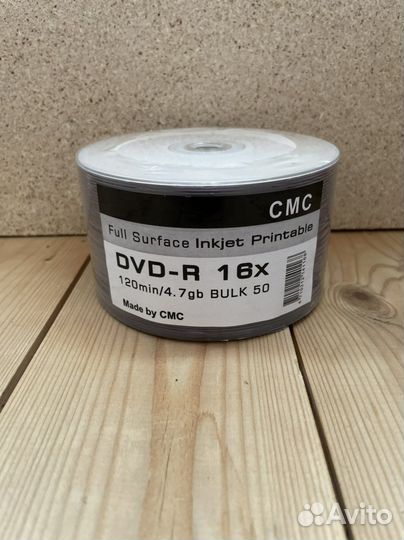 CMC
Full Surface Inkjet Printable
DVD-R 16x
120min/4.7gb BULK 50
Made by CMC
Avito